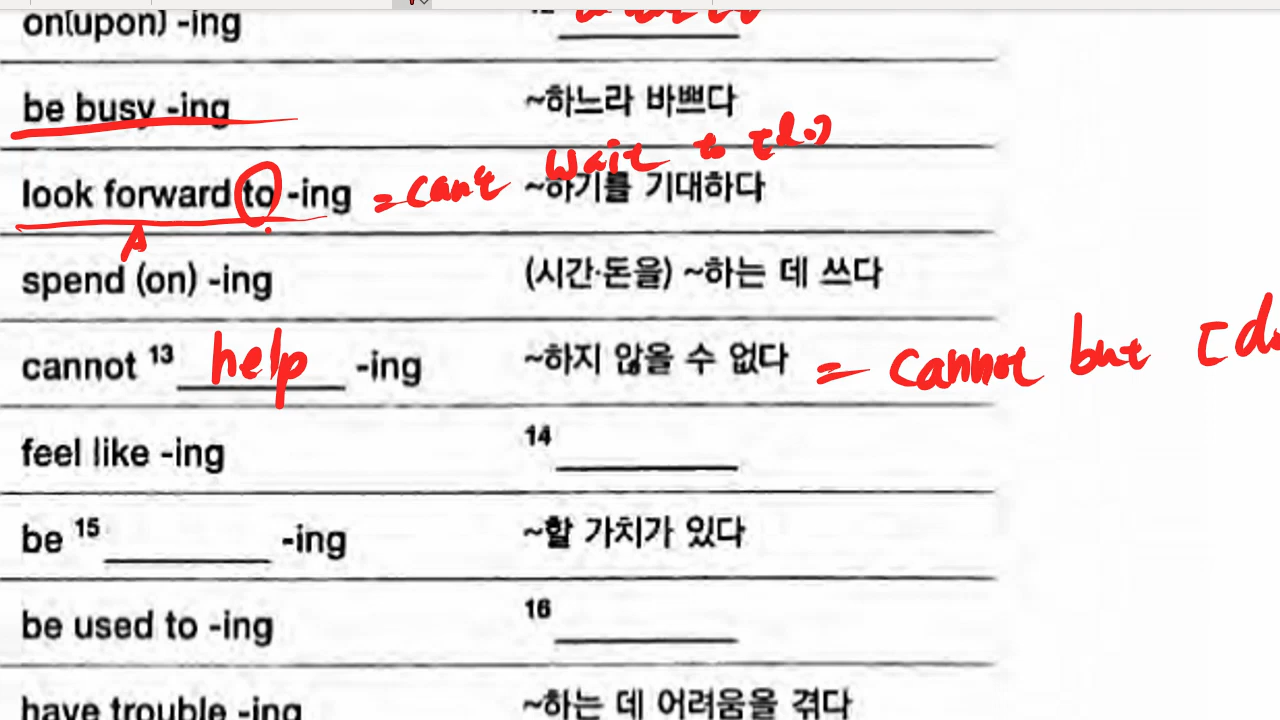 on(upon) -ing 12
be busy -ing ~하느라 바쁘다
look forward to -ing = can't wait to ~하기를 기대하다
spend (on) -ing (시간·돈을) ~하는 데 쓰다
A
cannot 13 help -ing ~하지 않을 수 없다 = cannot but
feel like -ing 14
be 15 -ing ~할 가치가 있다
be used to -ing 16
have trouble -ing ~하는 데 어려움을 겪다